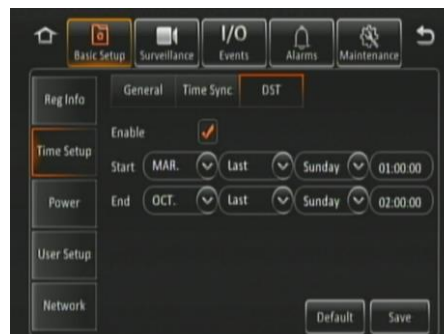 Basic Setup Surveillance I/O Events Alarms Maintenance
Reg Info
General Time Sync DST
Enable
Time Setup
Start MAR. Last Sunday 01:00:00
Power
End OCT. Last Sunday 02:00:00
User Setup
Network
Default Save